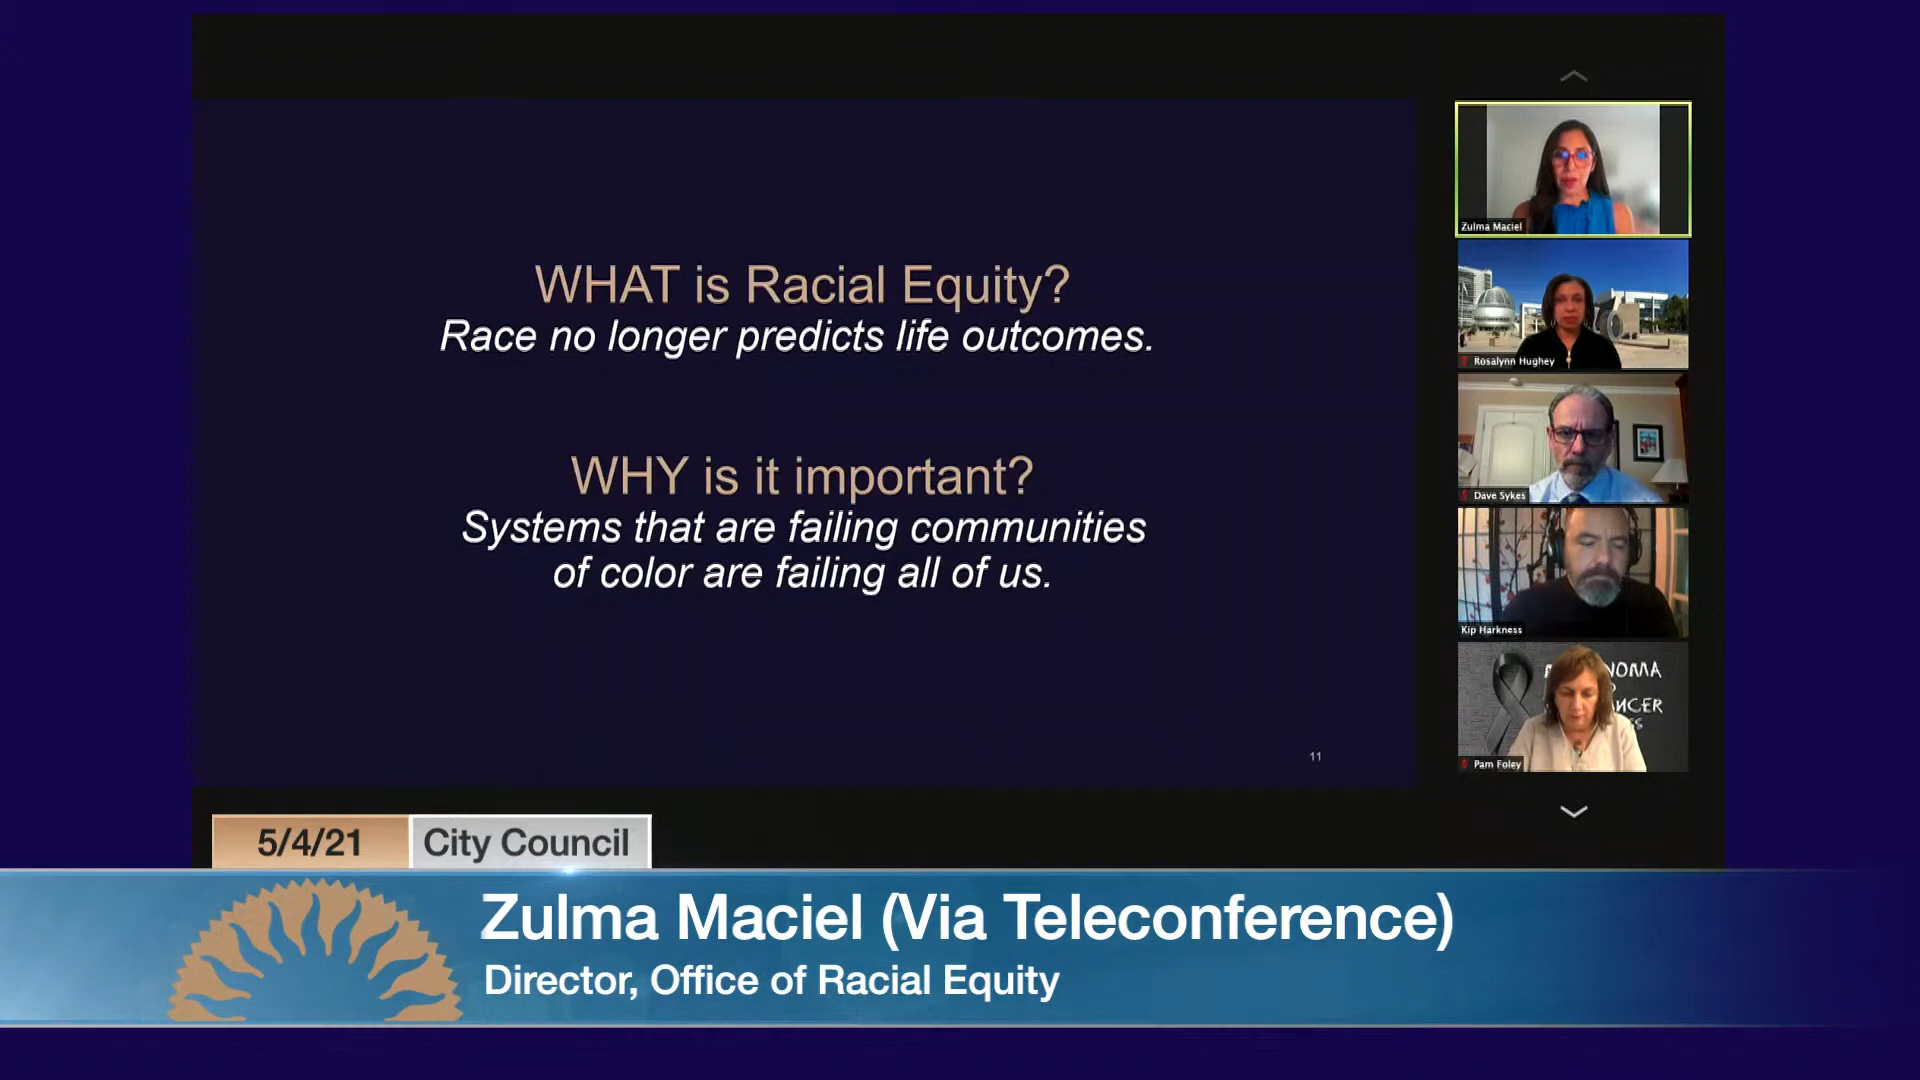 WHAT is Racial Equity?
Race no longer predicts life outcomes.
WHY is it important?
Systems that are failing communities
of color are failing all of us.
11
Zulma Maciel
Rosalynn Hughey
Dave Sykes
Kip Harkness
Pam Foley
5/4/21
City Council
Zulma Maciel (Via Teleconference)
Director, Office of Racial Equity